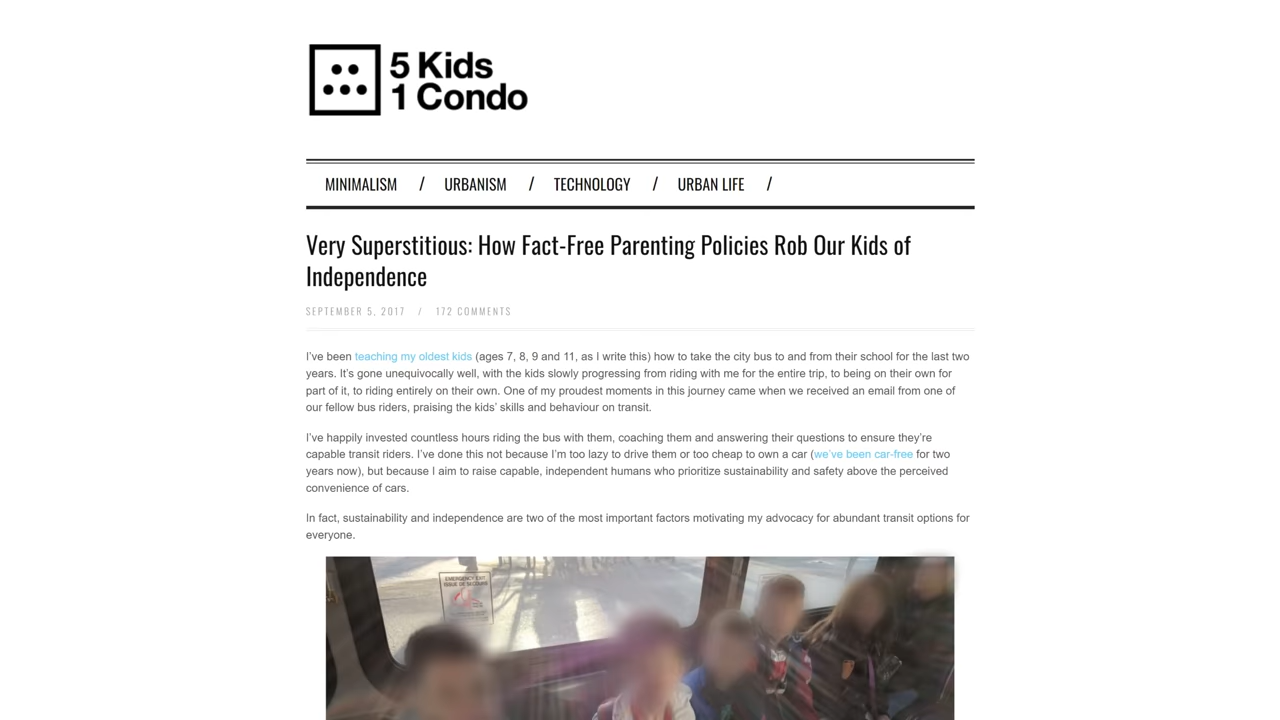 5 Kids
1 Condo
MINIMALISM / URBANISM / TECHNOLOGY / URBAN LIFE /
Very Superstitious: How Fact-Free Parenting Policies Rob Our Kids of
Independence
SEPTEMBER 5, 2017 / 172 COMMENTS
I’ve been teaching my oldest kids (ages 7, 8, 9 and 11, as I write this) how to take the city bus to and from their school for the last two
years. It’s gone unequivocally well, with the kids slowly progressing from riding with me for the entire trip, to being on their own for
part of it, to riding entirely on their own. One of my proudest moments in this journey came when we received an email from one of
our fellow bus riders, praising the kids’ skills and behaviour on transit.
I’ve happily invested countless hours riding the bus with them, coaching them and answering their questions to ensure they’re
capable transit riders. I’ve done this not because I’m too lazy to drive them or too cheap to own a car (we’ve been car-free for two
years now), but because I aim to raise capable, independent humans who prioritize sustainability and safety above the perceived
convenience of cars.
In fact, sustainability and independence are two of the most important factors motivating my advocacy for abundant transit options for
everyone.
EMERGENCY EXIT
ISSUE DE SECOURS